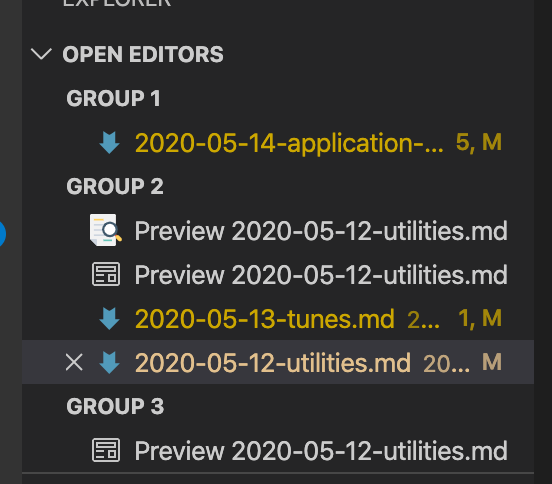 EXPLORER
OPEN EDITORS
GROUP 1
2020-05-14-application-... 5, M
GROUP 2
Preview 2020-05-12-utilities.md
Preview 2020-05-12-utilities.md
2020-05-13-tunes.md 2... 1, M
2020-05-12-utilities.md 20... M
GROUP 3
Preview 2020-05-12-utilities.md